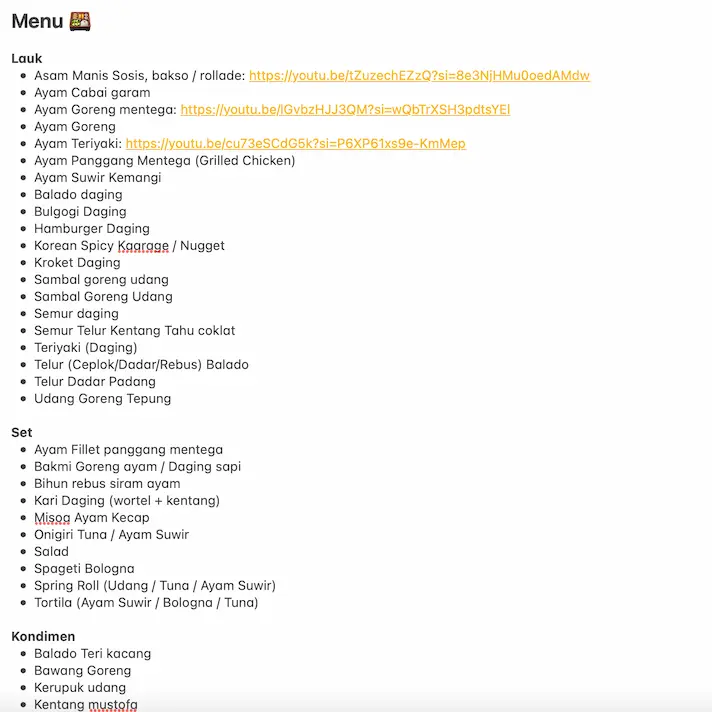 Menu 🍱
Lauk
Asam Manis Sosis, bakso / rollade: https://youtu.be/tZuzechEZzQ?si=8e3NjHMu0oedAMdw
Ayam Cabai garam
Ayam Goreng mentega: https://youtu.be/lGvbzHJJ3QM?si=wQbTrXSH3pdtsYEl
Ayam Goreng
Ayam Teriyaki: https://youtu.be/cu73eSCdG5k?si=P6XP61xs9e-KmMep
Ayam Panggang Mentega (Grilled Chicken)
Ayam Suwir Kemangi
Balado daging
Bulgogi Daging
Hamburger Daging
Korean Spicy Kaarage / Nugget
Kroket Daging
Sambal goreng udang
Sambal Goreng Udang
Semur daging
Semur Telur Kentang Tahu coklat
Teriyaki (Daging)
Telur (Ceplok/Dadar/Rebus) Balado
Telur Dadar Padang
Udang Goreng Tepung
Set
Ayam Fillet panggang mentega
Bakmi Goreng ayam / Daging sapi
Bihun rebus siram ayam
Kari Daging (wortel + kentang)
Misoa Ayam Kecap
Onigiri Tuna / Ayam Suwir
Salad
Spageti Bologna
Spring Roll (Udang / Tuna / Ayam Suwir)
Tortila (Ayam Suwir / Bologna / Tuna)
Kondimen
Balado Teri kacang
Bawang Goreng
Kerupuk udang
Kentang mustofa